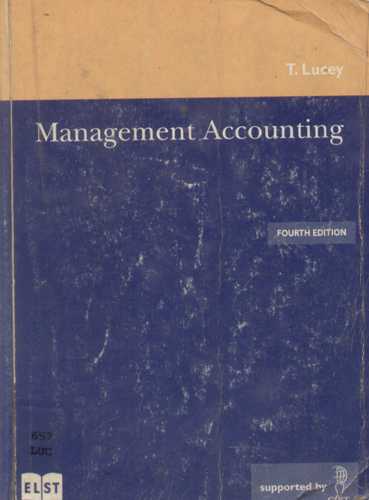 T. Lucey
Management Accounting
FOURTH EDITION
657
LUC
ELST
supported by